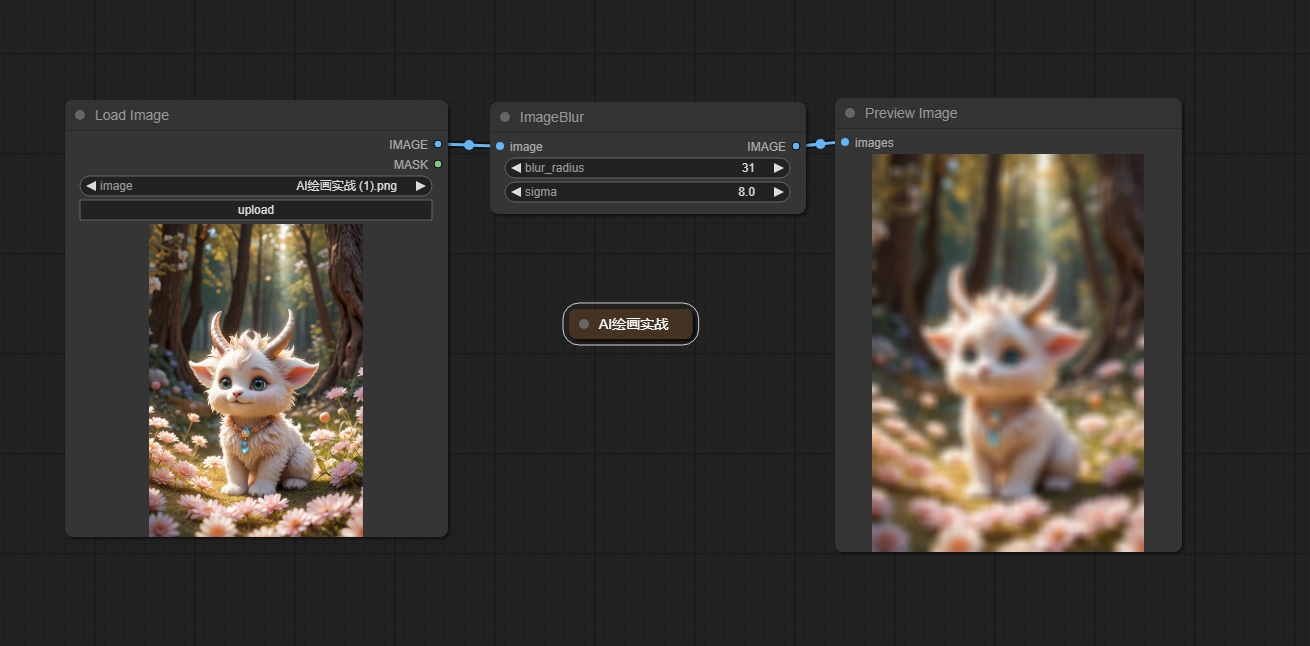 Load Image
IMAGE
MASK
image AI绘画实战 (1).png
upload
ImageBlur
image IMAGE
blur_radius 31
sigma 8.0
AI绘画实战
Preview Image
images